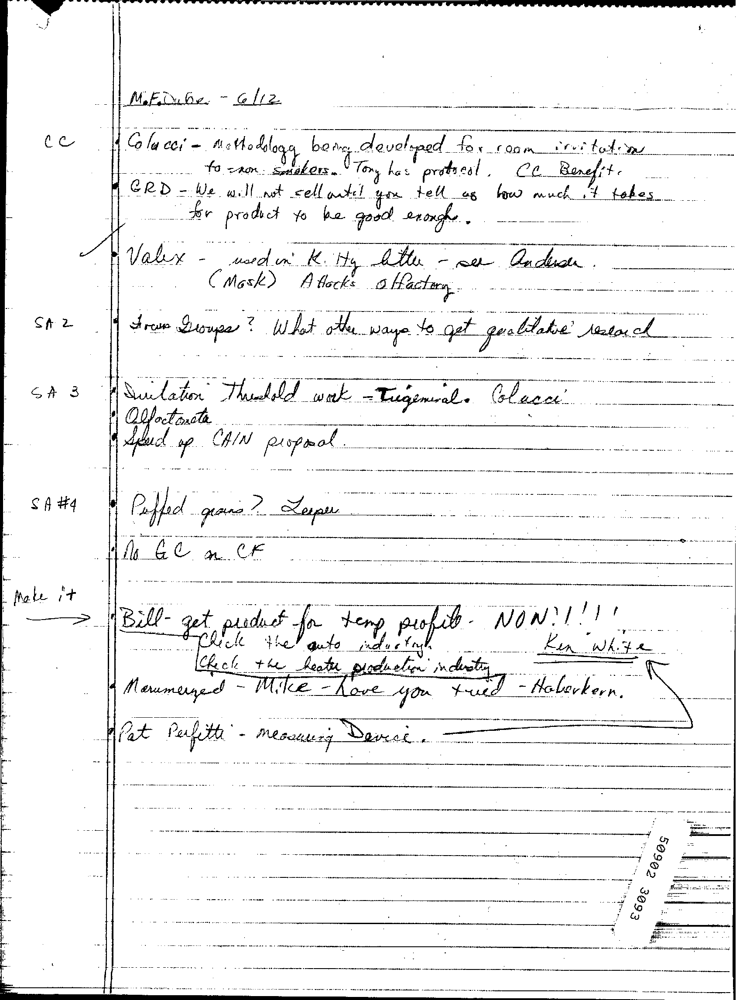 M.F. Dube - 6/12
CC
Colucci - Methodology being developed for room irritation
to non smokers. Tony has protocol. CC Benefit.
GRD - We will not sell until you tell us how much it takes
for product to be good enough.
Valex - used in K. Hy litter - see
(Mask) Attacks olfactory
SA 2
Focus Groups? What other ways to get qualitative research
SA 3
Irritation Threshold work - Trigeminal. Colucci
Speed up CAIN proposal.
SA #4
Puffed grains? Leeper
No GC on CF
Make it
Bill - get product for temp profile - NON!!!!
Check the auto industry. Ken White
Check the heater production industry
- Mike - have you tried - Haberkern.
Pat Perfetti - measuring Device.
50902 3093